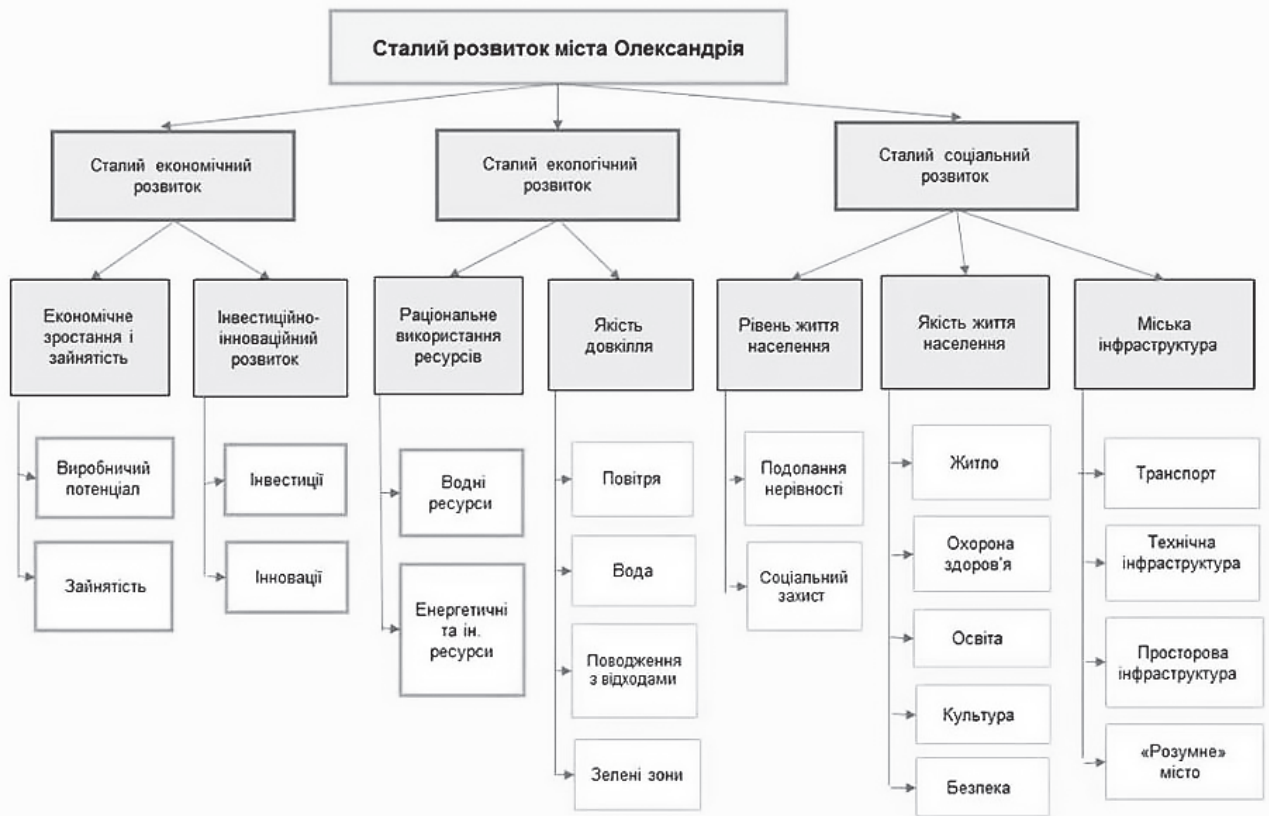 Сталий розвиток міста Олександрія
Сталий економічний
розвиток
Сталий екологічний
розвиток
Сталий соціальний
розвиток
Економічне
зростання і
зайнятість
Інвестиційно-
інноваційний
розвиток
Раціональне
використання
ресурсів
Якість
довкілля
Рівень життя
населення
Якість життя
населення
Міська
інфраструктура
Виробничий
потенціал
Зайнятість
Інвестиції
Інновації
Водні
ресурси
Енергетичні
та ін.
ресурси
Повітря
Вода
Поводження
з відходами
Зелені зони
Подолання
нерівності
Соціальний
захист
Житло
Охорона
здоров'я
Освіта
Культура
Безпека
Транспорт
Технічна
інфраструктура
Просторова
інфраструктура
«Розумне»
місто